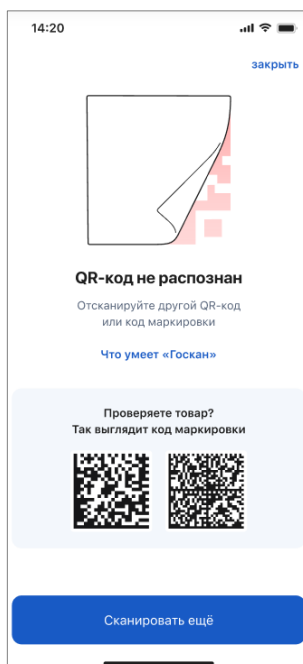 14:20
закрыть
QR-код не распознан
Отсканируйте другой QR-код
или код маркировки
Что умеет «Госкан»
Проверяете товар?
Так выглядит код маркировки
Сканировать ещё